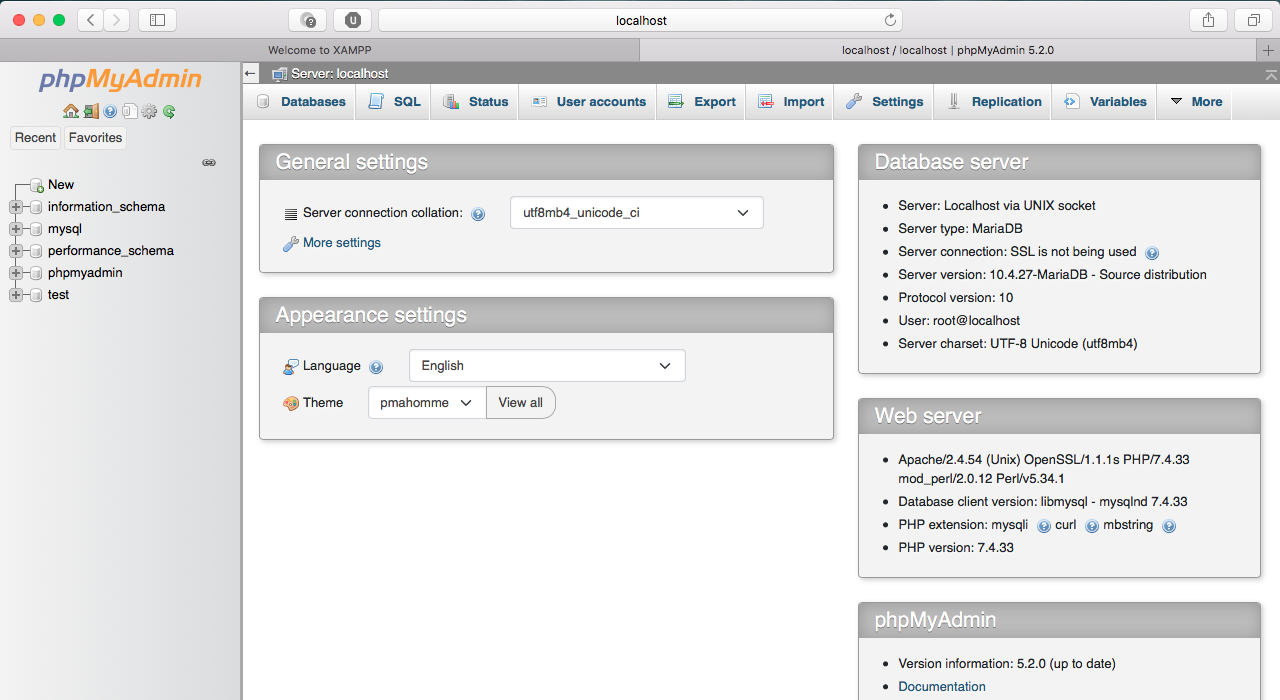 localhost
Welcome to XAMPP
localhost / localhost | phpMyAdmin 5.2.0
phpMyAdmin
Recent
Favorites
New
information_schema
mysql
performance_schema
phpmyadmin
test
Server: localhost
Databases
SQL
Status
User accounts
Export
Import
Settings
Replication
Variables
More
General settings
Server connection collation:
utf8mb4_unicode_ci
More settings
Appearance settings
Language
English
Theme
pmahomme
View all
Database server
Server: Localhost via UNIX socket
Server type: MariaDB
Server connection: SSL is not being used
Server version: 10.4.27-MariaDB - Source distribution
Protocol version: 10
User: root@localhost
Server charset: UTF-8 Unicode (utf8mb4)
Web server
Apache/2.4.54 (Unix) OpenSSL/1.1.1s PHP/7.4.33
mod_perl/2.0.12 Perl/v5.34.1
Database client version: libmysql - mysqlnd 7.4.33
PHP extension: mysqli curl mbstring
PHP version: 7.4.33
phpMyAdmin
Version information: 5.2.0 (up to date)
Documentation